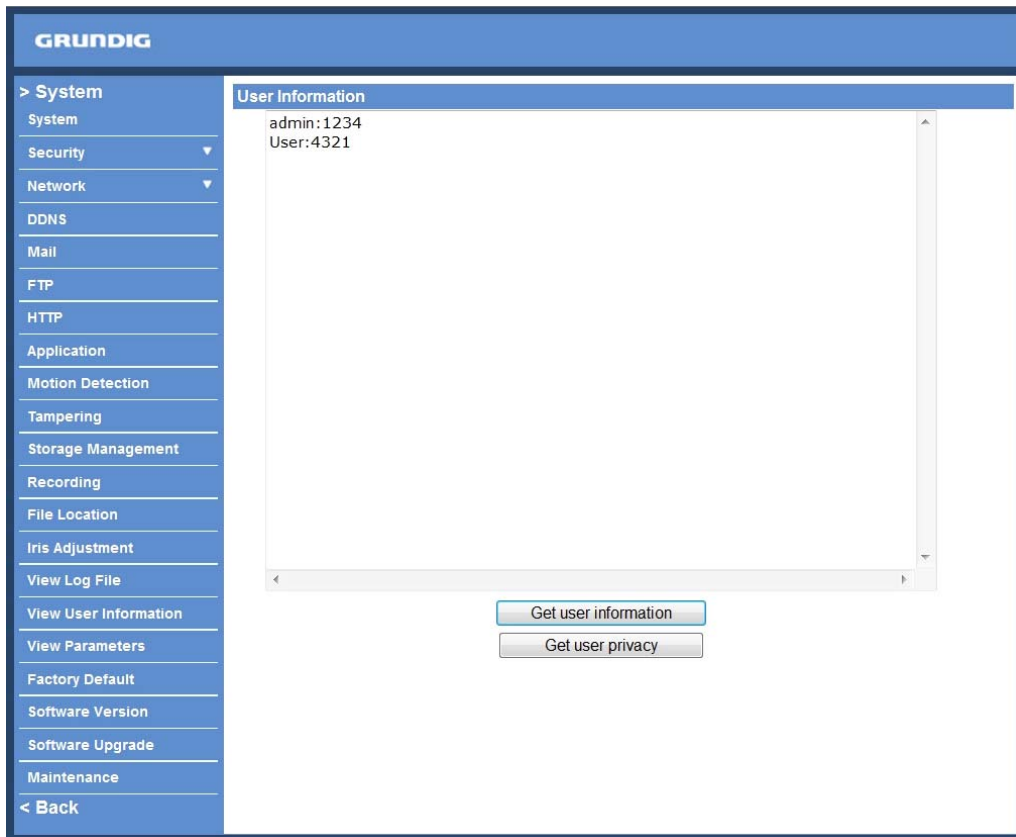 GRUNDIG
> System
System
Security
Network
DDNS
Mail
FTP
HTTP
Application
Motion Detection
Tampering
Storage Management
Recording
File Location
Iris Adjustment
View Log File
View User Information
View Parameters
Factory Default
Software Version
Software Upgrade
Maintenance
< Back
User Information
admin:1234
User:4321
Get user information
Get user privacy